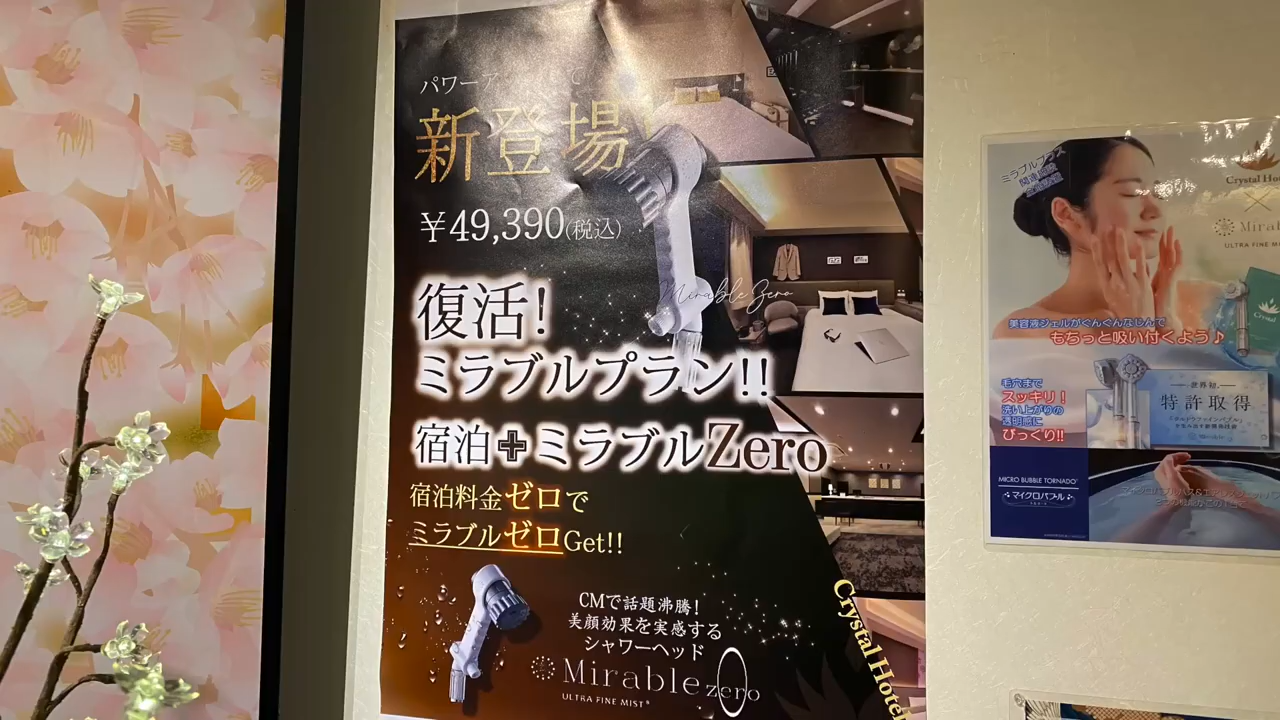 新登場
¥49,390(税込)
Mirable Zero
復活!
ミラブルプラン!!
宿泊+ミラブルZero
宿泊料金ゼロで
ミラブルゼロGet!!
CMで話題沸騰!
美顔効果を実感する
シャワーヘッド
Mirable zero
ULTRA FINE MIST®
Crystal Hotel
ミラブルプラス
Crystal
×
ULTRA FINE
美容液ジェルがぐんぐんなじんで
もちっと吸い付くよう♪
Crystal
毛穴まで
スッキリ!
洗い上がりの
透明感に
びっくり!!
世界初
特許取得
MICRO BUBBLE TORNADO
マイクロバブル